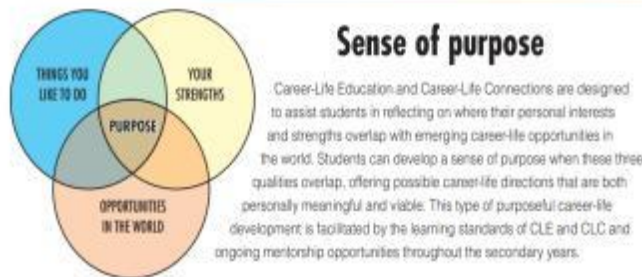 THINGS YOU
LIKE TO DO
YOUR
STRENGTHS
PURPOSE
OPPORTUNITIES
IN THE WORLD
Sense of purpose
Career-Life Education and Career-Life Connections are designed
to assist students in reflecting on where their personal interests
and strengths overlap with emerging career-life opportunities in
the world. Students can develop a sense of purpose when these three
qualities overlap, offering possible career-life directions that are both
personally meaningful and viable. This type of purposeful career-life
development is facilitated by the learning standards of CLE and CLC and
ongoing mentorship opportunities throughout the secondary years.